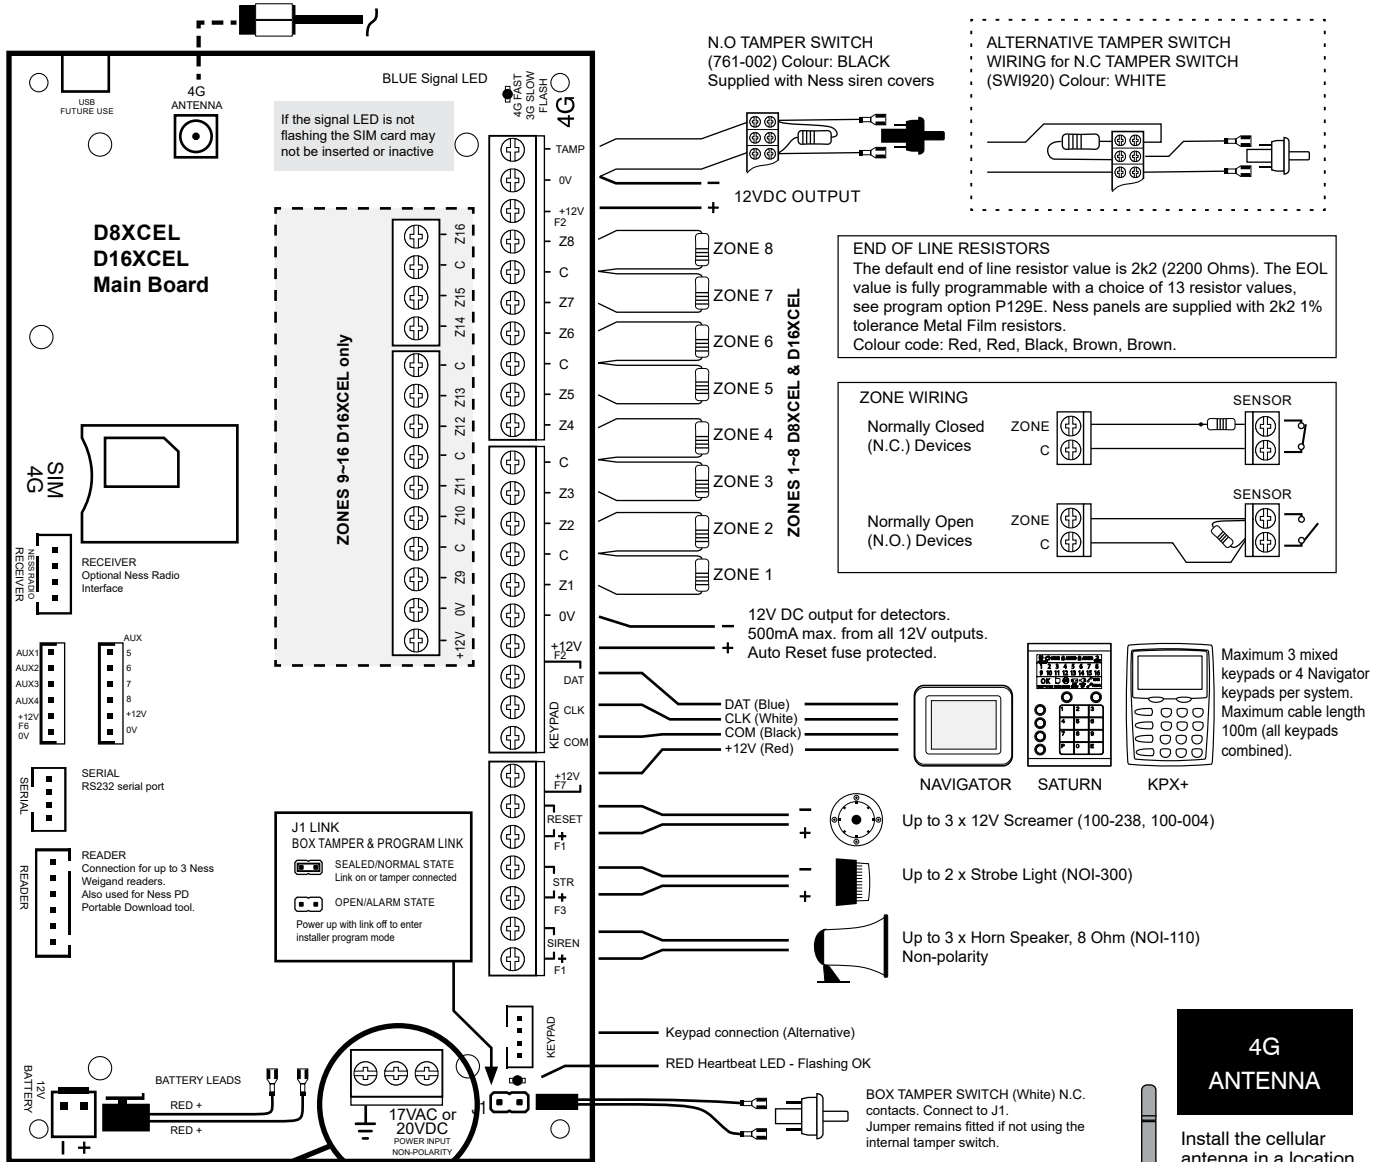 N.O TAMPER SWITCH
(761-002) Colour: BLACK
Supplied with Ness siren covers
ALTERNATIVE TAMPER SWITCH
WIRING for N.C TAMPER SWITCH
(SWI920) Colour: WHITE
USB
FUTURE USE
4G
ANTENNA
BLUE Signal LED
4G FAST
3G SLOW
FLASH
4G
If the signal LED is not
flashing the SIM card may
not be inserted or inactive
D8XCEL
D16XCEL
Main Board
TAMP
0V
+12V
F2
Z8
C
Z7
Z6
C
Z5
Z4
C
Z3
Z2
C
Z1
0V
+12V
F2
DAT
CLK
COM
KEYPAD
+12V
F7
RESET
+
F1
STR
+
F3
SIREN
+
F1
ZONES 9~16 D16XCEL only
Z16
C
Z15
Z14
C
Z13
Z12
C
Z11
Z10
C
Z9
0V
+12V
–
+
12VDC OUTPUT
ZONE 8
ZONE 7
ZONE 6
ZONE 5
ZONE 4
ZONE 3
ZONE 2
ZONE 1
ZONES 1~8 D8XCEL & D16XCEL
END OF LINE RESISTORS
The default end of line resistor value is 2k2 (2200 Ohms). The EOL
value is fully programmable with a choice of 13 resistor values,
see program option P129E. Ness panels are supplied with 2k2 1%
tolerance Metal Film resistors.
Colour code: Red, Red, Black, Brown, Brown.
ZONE WIRING
Normally Closed
(N.C.) Devices
ZONE
C
SENSOR
Normally Open
(N.O.) Devices
ZONE
C
SENSOR
–
+
12V DC output for detectors.
500mA max. from all 12V outputs.
Auto Reset fuse protected.
SIM
4G
RECEIVER
NESS RADIO
RECEIVER
Optional Ness Radio
Interface
AUX1
AUX2
AUX3
AUX4
+12V
F6
0V
AUX
5
6
7
8
+12V
0V
SERIAL
SERIAL
RS232 serial port
READER
READER
Connection for up to 3 Ness
Weigand readers.
Also used for Ness PD
Portable Download tool.
DAT (Blue)
CLK (White)
COM (Black)
+12V (Red)
NAVIGATOR
OK
1 2 3
7 8 9
P 0 E
SATURN
KPX+
Maximum 3 mixed
keypads or 4 Navigator
keypads per system.
Maximum cable length
100m (all keypads
combined).
J1 LINK
BOX TAMPER & PROGRAM LINK
SEALED/NORMAL STATE
Link on or tamper connected
OPEN/ALARM STATE
Power up with link off to enter
installer program mode
–
+
Up to 3 x 12V Screamer (100-238, 100-004)
–
+
Up to 2 x Strobe Light (NOI-300)
Up to 3 x Horn Speaker, 8 Ohm (NOI-110)
Non-polarity
KEYPAD
Keypad connection (Alternative)
RED Heartbeat LED - Flashing OK
J1
BOX TAMPER SWITCH (White) N.C.
contacts. Connect to J1.
Jumper remains fitted if not using the
internal tamper switch.
12V
BATTERY
– +
BATTERY LEADS
RED +
RED +
17VAC or
20VDC
POWER INPUT
NON-POLARITY
4G
ANTENNA
Install the cellular
antenna in a location